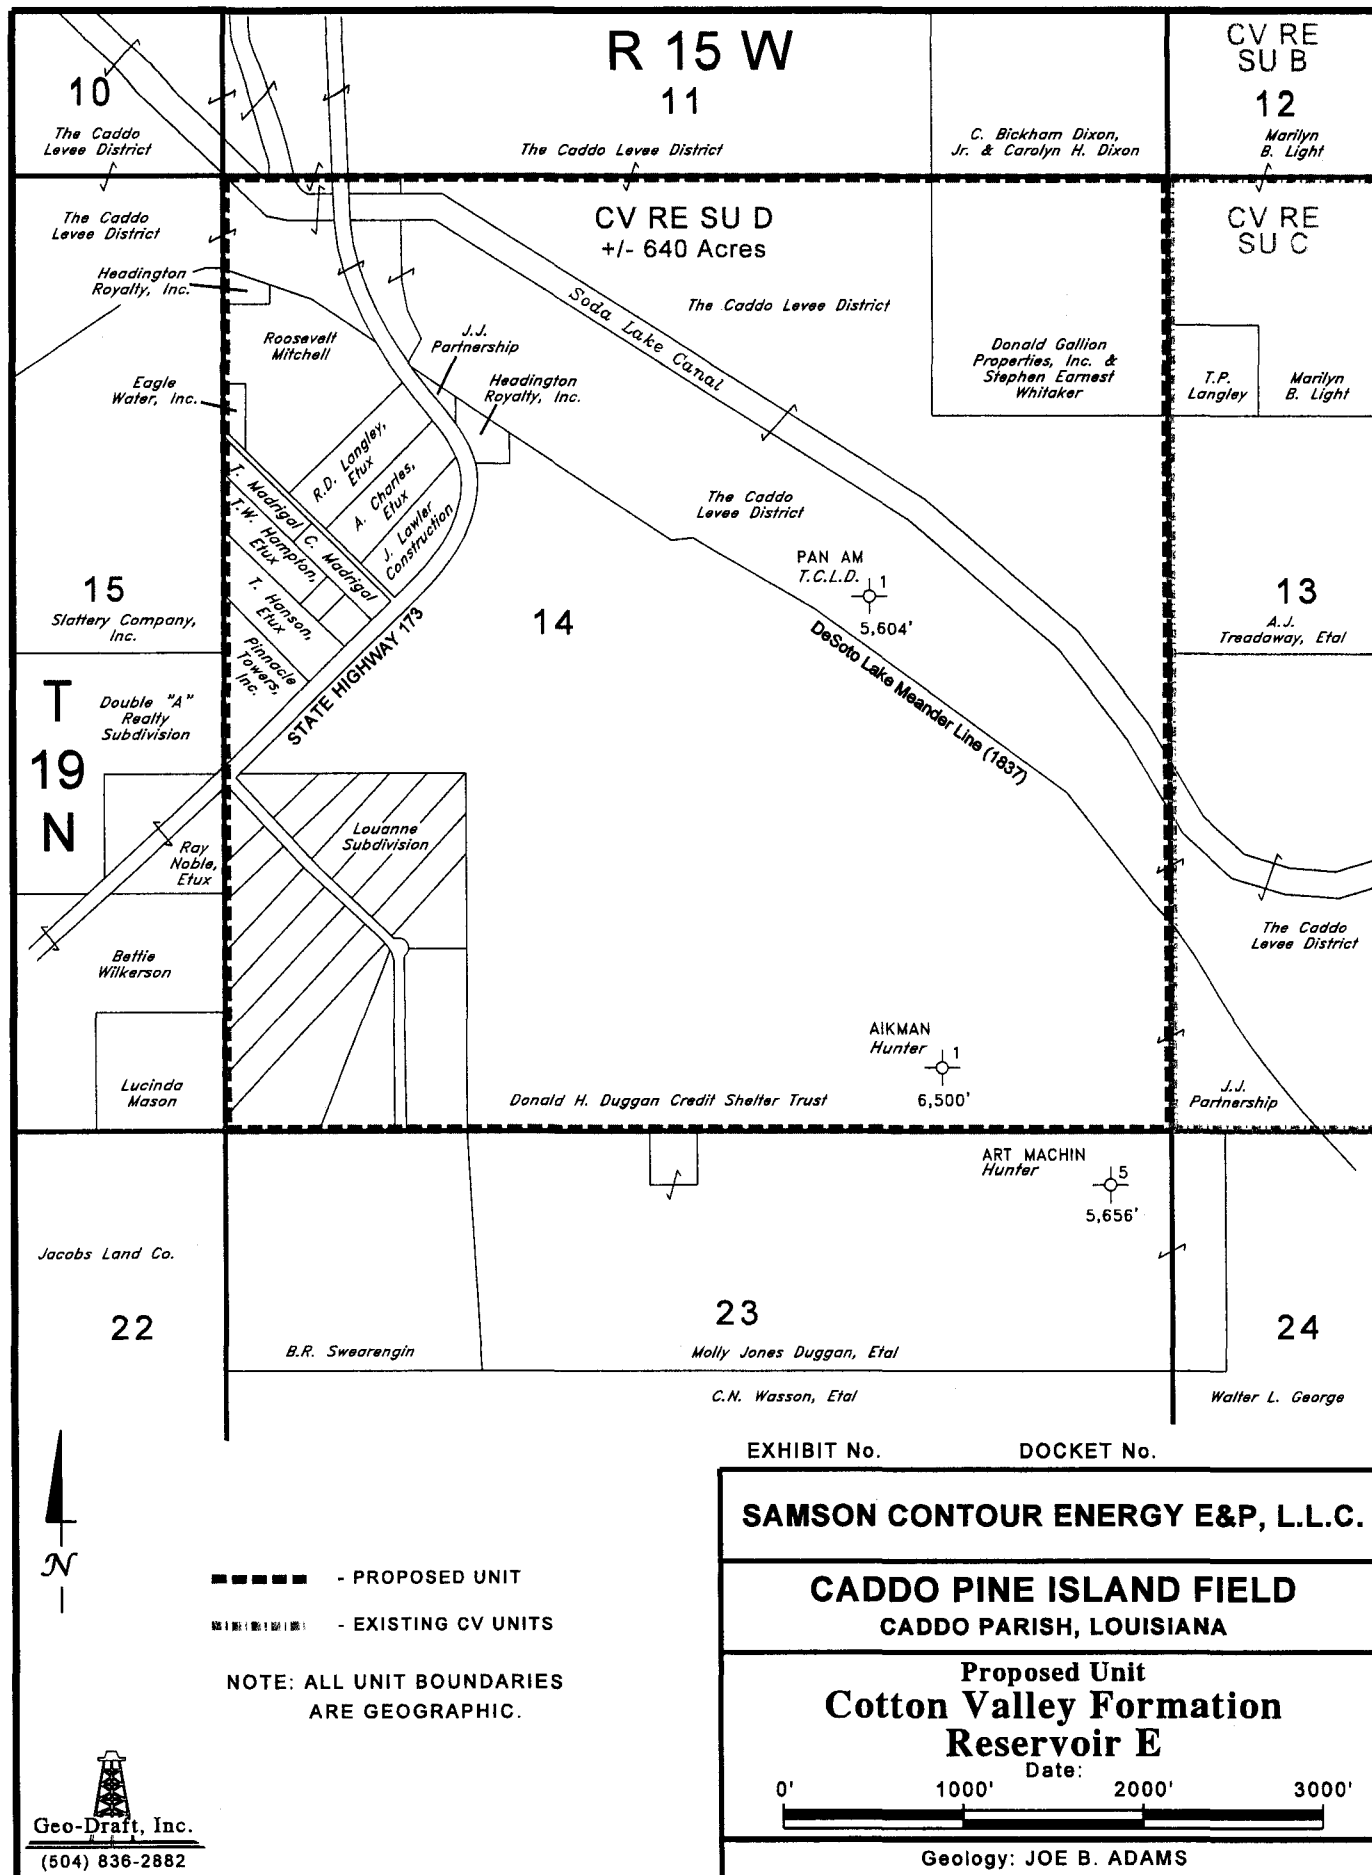 R 15 W
10
11
CV RE
SU B
12
The Caddo
Levee District
The Caddo Levee District
C. Bickham Dixon,
Jr. & Carolyn H. Dixon
Marilyn
B. Light
The Caddo
Levee District
CV RE SU D
+/- 640 Acres
CV RE
SU C
Headington
Royalty, Inc.
Soda Lake Canal
The Caddo Levee District
Roosevelt
Mitchell
J.J.
Partnership
Headington
Royalty, Inc.
Donald Gallion
Properties, Inc. &
Stephen Earnest
Whitaker
T.P.
Langley
Marilyn
B. Light
Eagle
Water, Inc.
R.D. Langley,
Etux
A. Charles,
Etux
J. Lawler
Construction
T. Madrigal
C. Madrigal
T.W. Hampton,
Etux
T. Hanson,
Etux
Pinnacle
Towers,
Inc.
The Caddo
Levee District
PAN AM
T.C.L.D.
1
5,604'
15
Slattery Company,
Inc.
14
13
A.J.
Treadaway, Etal
STATE HIGHWAY 173
DeSoto Lake Meander Line (1837)
T
19
N
Double "A"
Realty
Subdivision
Louanne
Subdivision
Ray
Noble,
Etux
Bettie
Wilkerson
The Caddo
Levee District
AIKMAN
Hunter
1
6,500'
Lucinda
Mason
Donald H. Duggan Credit Shelter Trust
J.J.
Partnership
ART MACHIN
Hunter
5
5,656'
Jacobs Land Co.
22
23
24
B.R. Swearengin
Molly Jones Duggan, Etal
C.N. Wasson, Etal
Walter L. George
EXHIBIT No.
DOCKET No.
SAMSON CONTOUR ENERGY E&P, L.L.C.
N
- PROPOSED UNIT
- EXISTING CV UNITS
NOTE: ALL UNIT BOUNDARIES
ARE GEOGRAPHIC.
CADDO PINE ISLAND FIELD
CADDO PARISH, LOUISIANA
Proposed Unit
Cotton Valley Formation
Reservoir E
Date:
0' 1000' 2000' 3000'
Geology: JOE B. ADAMS
Geo-Draft, Inc.
(504) 836-2882